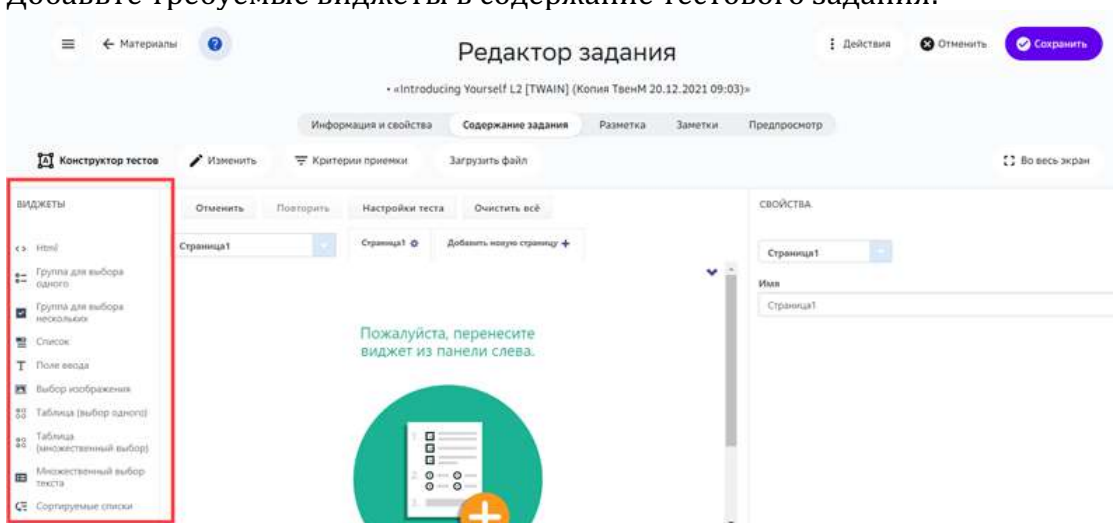 Добавьте требуемые виджеты в содержание тестового задания.
← Материалы
?
Редактор задания
Действия
Отменить
Сохранить
• «Introducing Yourself L2 [TWAIN] (Копия ТвенМ 20.12.2021 09:03)»
Информация и свойства
Содержание задания
Разметка
Заметки
Предпросмотр
Конструктор тестов
Изменить
Критерии приемки
Загрузить файл
Во весь экран
ВИДЖЕТЫ
Html
Группа для выбора
одного
Группа для выбора
нескольких
Список
Поле ввода
Выбор изображения
Таблица (выбор одного)
Таблица
(множественный выбор)
Множественный выбор
текста
Сортируемые списки
Отменить
Повторить
Настройки теста
Очистить всё
Страница1
Страница1
Добавить новую страницу +
Пожалуйста, перенесите
виджет из панели слева.
СВОЙСТВА
Страница1
Имя
Страница1